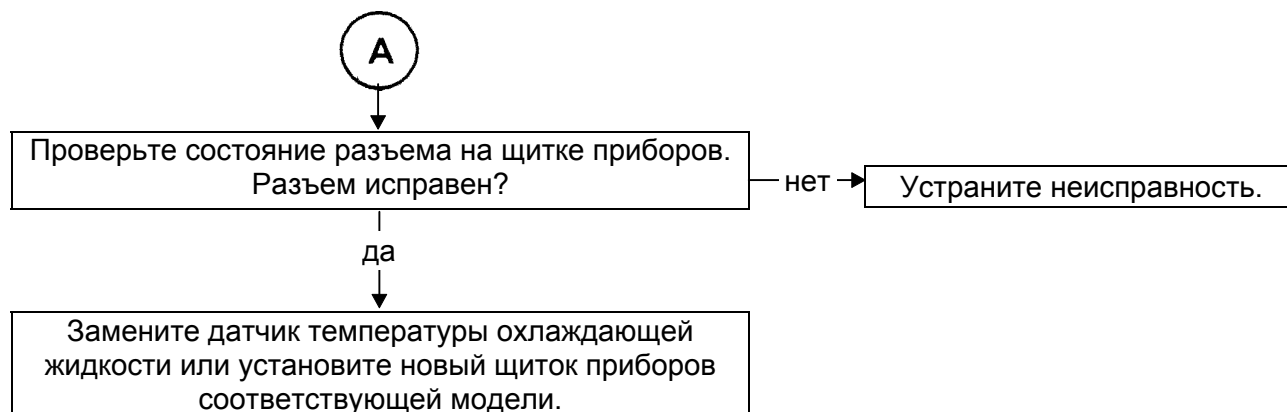 A
Проверьте состояние разъема на щитке приборов.
Разъем исправен?
нет
Устраните неисправность.
да
Замените датчик температуры охлаждающей
жидкости или установите новый щиток приборов
соответствующей модели.